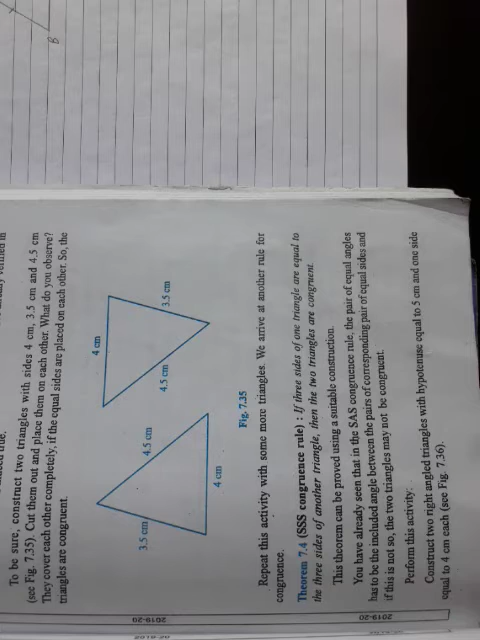 To be sure, construct two triangles with sides 4 cm, 3.5 cm and 4.5 cm
(see Fig. 7.35). Cut them out and place them on each other. What do you observe?
They cover each other completely, if the equal sides are placed on each other. So, the
triangles are congruent.
3.5 cm
4.5 cm
4 cm
4 cm
4.5 cm
3.5 cm
Fig. 7.35
Repeat this activity with some more triangles. We arrive at another rule for
congruence.
Theorem 7.4 (SSS congruence rule) : If three sides of one triangle are equal to
the three sides of another triangle, then the two triangles are congruent.
This theorem can be proved using a suitable construction.
You have already seen that in the SAS congruence rule, the pair of equal angles
has to be the included angle between the pairs of corresponding pair of equal sides and
if this is not so, the two triangles may not be congruent.
Perform this activity:
Construct two right angled triangles with hypotenuse equal to 5 cm and one side
equal to 4 cm each (see Fig. 7.36).
2019-20
2019-20
B